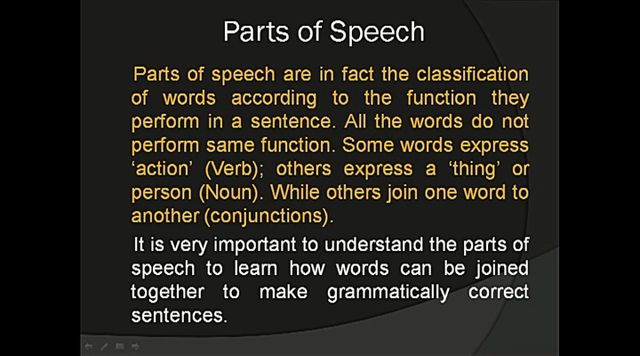 Parts of Speech
Parts of speech are in fact the classification
of words according to the function they
perform in a sentence. All the words do not
perform same function. Some words express
‘action’ (Verb); others express a ‘thing’ or
person (Noun). While others join one word to
another (conjunctions).
It is very important to understand the parts of
speech to learn how words can be joined
together to make grammatically correct
sentences.